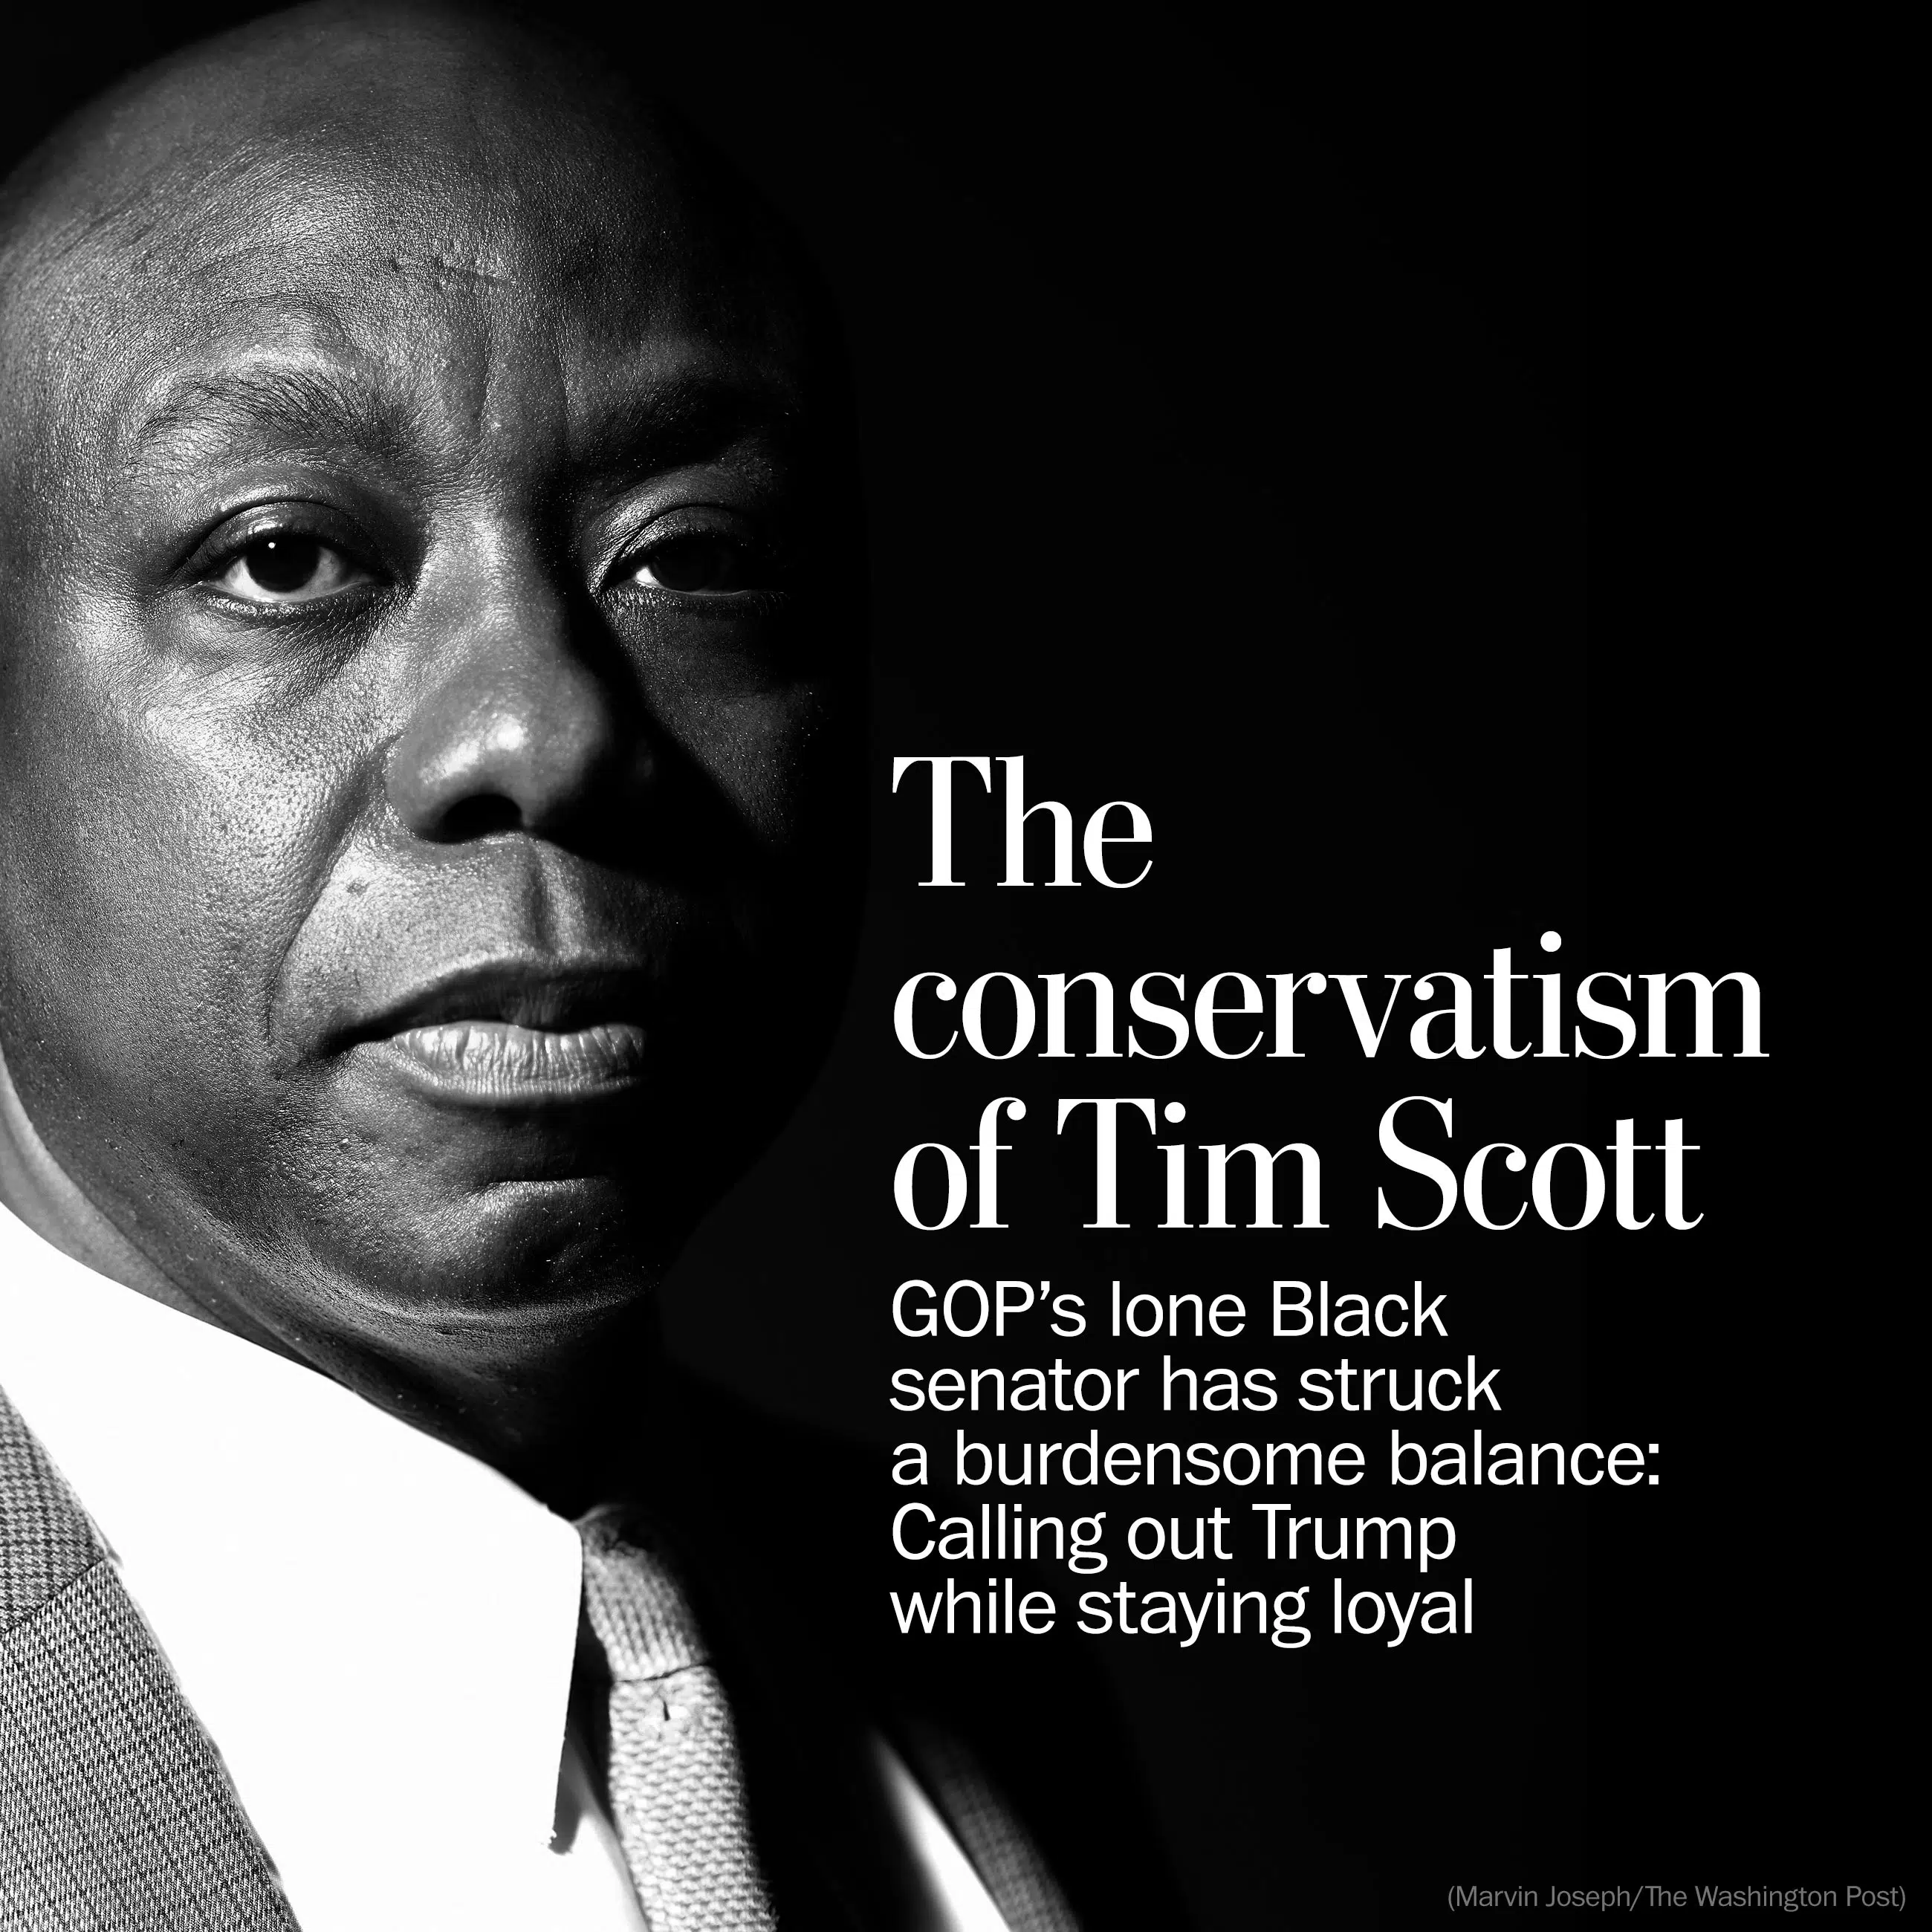 The
conservatism
of Tim Scott
GOP’s lone Black
senator has struck
a burdensome balance:
Calling out Trump
while staying loyal
(Marvin Joseph/The Washington Post)